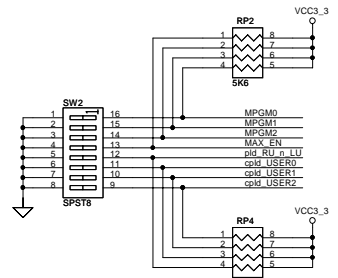 VCC3_3
RP2
1 8
2 7
3 6
4 5
5K6
SW2
1 16 MPGM0
2 15 MPGM1
3 14 MPGM2
4 13 MAX_EN
5 12 pld_RU_n_LU
6 11 cpld_USER0
7 10 cpld_USER1
8 9 cpld_USER2
SPST8
VCC3_3
RP4
1 8
2 7
3 6
4 5